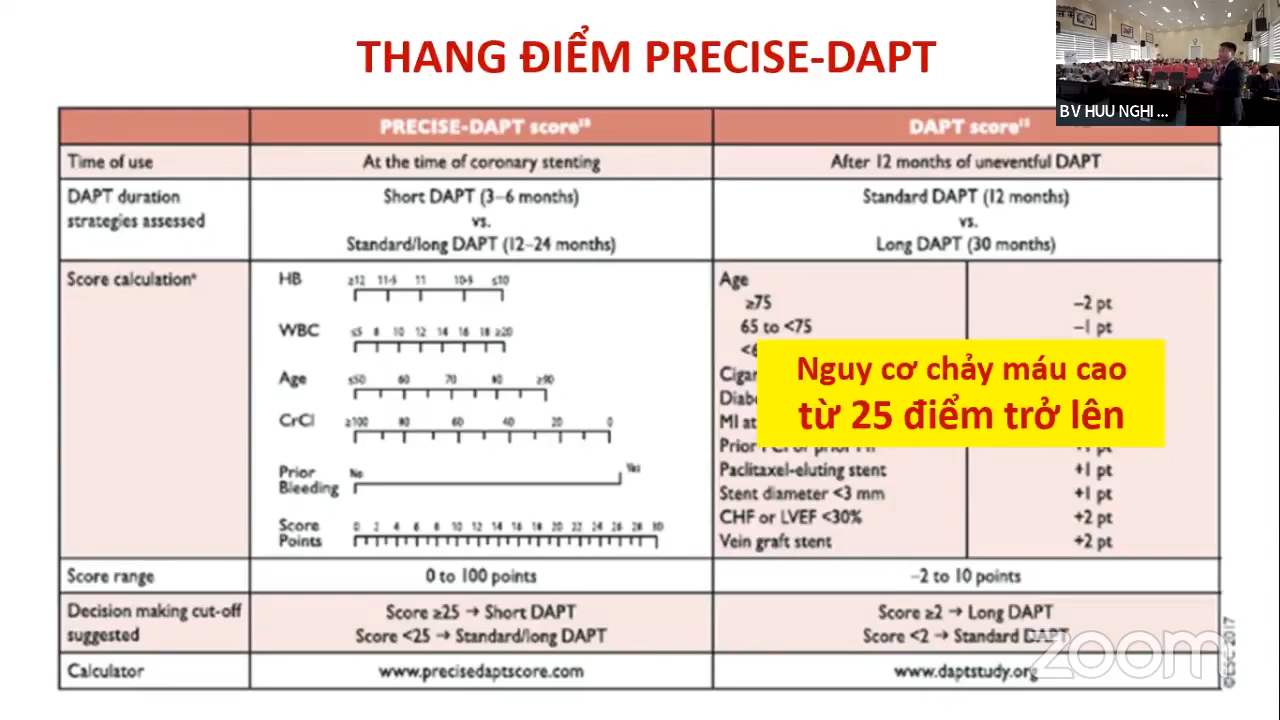 THANG ĐIỂM PRECISE-DAPT
BV HUU NGHI ...
PRECISE-DAPT score¹⁸
DAPT score¹⁵
Time of use
At the time of coronary stenting
After 12 months of uneventful DAPT
DAPT duration
strategies assessed
Short DAPT (3–6 months)
vs.
Standard/long DAPT (12–24 months)
Standard DAPT (12 months)
vs.
Long DAPT (30 months)
Score calculation*
HB
≥12 11·5 11 10·5 ≤10
WBC
≤5 8 10 12 14 16 18 ≥20
Age
≤50 60 70 80 ≥90
CrCl
≥100 80 60 40 20 0
Prior
Bleeding
No
Yes
Score
Points
0 2 4 6 8 10 12 14 16 18 20 22 24 26 28 30
Age
≥75
–2 pt
65 to <75
–1 pt
Nguy cơ chảy máu cao
từ 25 điểm trở lên
MI at
Paclitaxel-eluting stent
+1 pt
Stent diameter <3 mm
+1 pt
CHF or LVEF <30%
+2 pt
Vein graft stent
+2 pt
Score range
0 to 100 points
–2 to 10 points
Decision making cut-off
suggested
Score ≥25 → Short DAPT
Score <25 → Standard/long DAPT
Score ≥2 → Long DAPT
Score <2 → Standard DAPT
Calculator
www.precisedaptscore.com
www.daptstudy.org
zoom
©ESC 2017